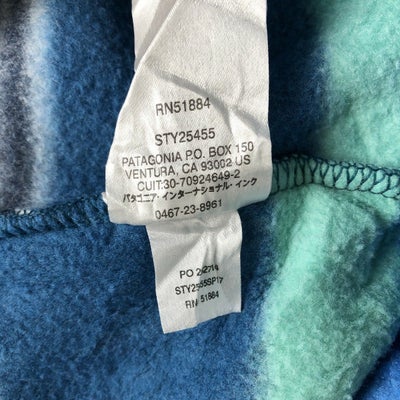 RN51884
STY25455
PATAGONIA P.O. BOX 150
VENTURA, CA 93002 US
CUIT:30-70924649-2
パタゴニア・インターナショナル・インク
0467-23-8961
STY25455SP17
RN 51884